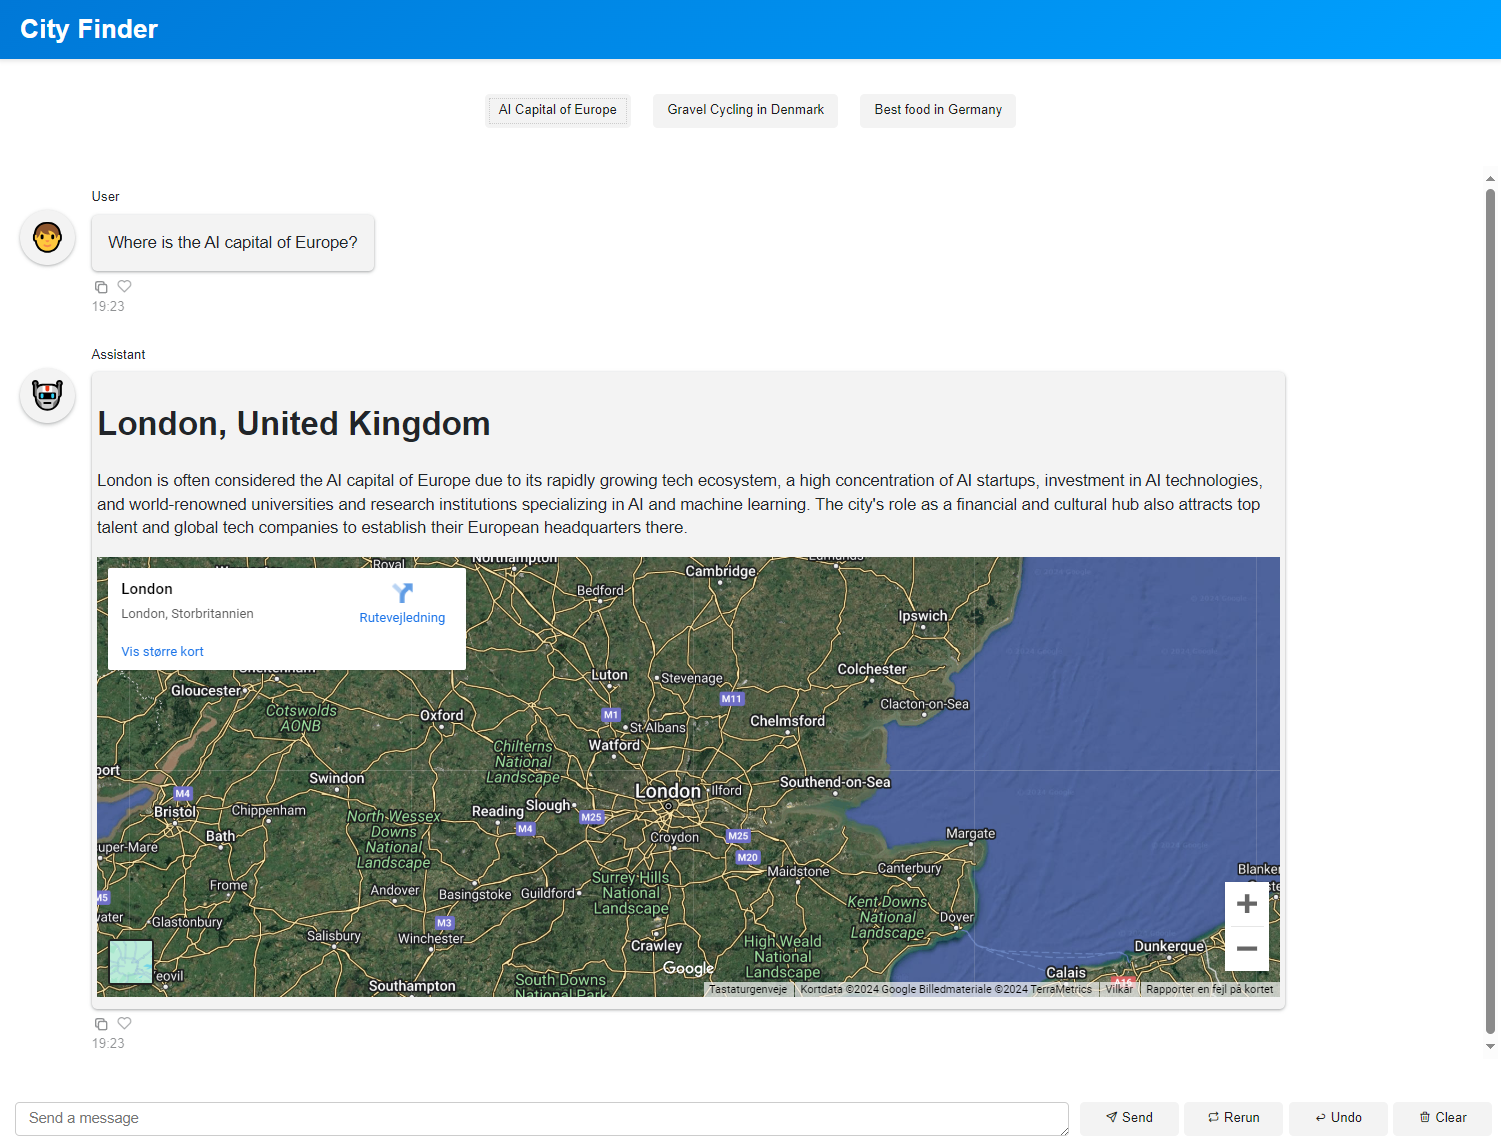 City Finder
AI Capital of Europe
Gravel Cycling in Denmark
Best food in Germany
User
Where is the AI capital of Europe?
19:23
Assistant
London, United Kingdom
London is often considered the AI capital of Europe due to its rapidly growing tech ecosystem, a high concentration of AI startups, investment in AI technologies,
and world-renowned universities and research institutions specializing in AI and machine learning. The city's role as a financial and cultural hub also attracts top
talent and global tech companies to establish their European headquarters there.
London
London, Storbritannien
Rutevejledning
Vis større kort
Royal
Northampton
Cambridge
Bedford
Ipswich
Luton
Stevenage
Colchester
Gloucester
M11
Clacton-on-Sea
Cotswolds
AONB
Oxford
M1
St Albans
Chelmsford
Chilterns
National
Landscape
Watford
Swindon
London
Ilford
Southend-on-Sea
M4
Bristol
Chippenham
North Wessex
Downs
National
Landscape
Reading
Slough
M25
M4
Croydon
M25
Margate
Bath
uper-Mare
M20
Maidstone
Canterbury
Blanken
Frome
Andover
Basingstoke
Guildford
Surrey Hills
National
Landscape
Kent Downs
National
Landscape
M5
Glastonbury
M3
Dover
Salisbury
Winchester
Crawley
High Weald
National
Landscape
Dunkerque
eovil
Southampton
South Downs
National Park
Google
Calais
A16
Tastaturgenveje
Kortdata ©2024 Google Billedmateriale ©2024 TerraMetrics
Vilkår
Rapporter en fejl på kortet
19:23
Send a message
Send
Rerun
Undo
Clear